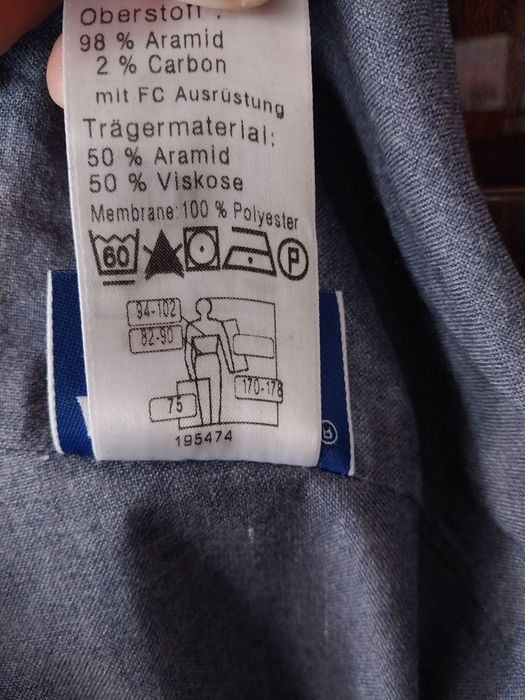 Oberstoff :
98 % Aramid
2 % Carbon
mit FC Ausrüstung
Trägermaterial:
50 % Aramid
50 % Viskose
Membrane: 100 % Polyester
60 P
94-102
82-90
170-178
75
195474
®